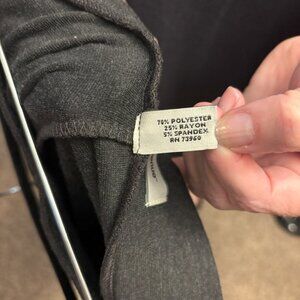 70% POLYESTER
25% RAYON
5% SPANDEX
RN 73960